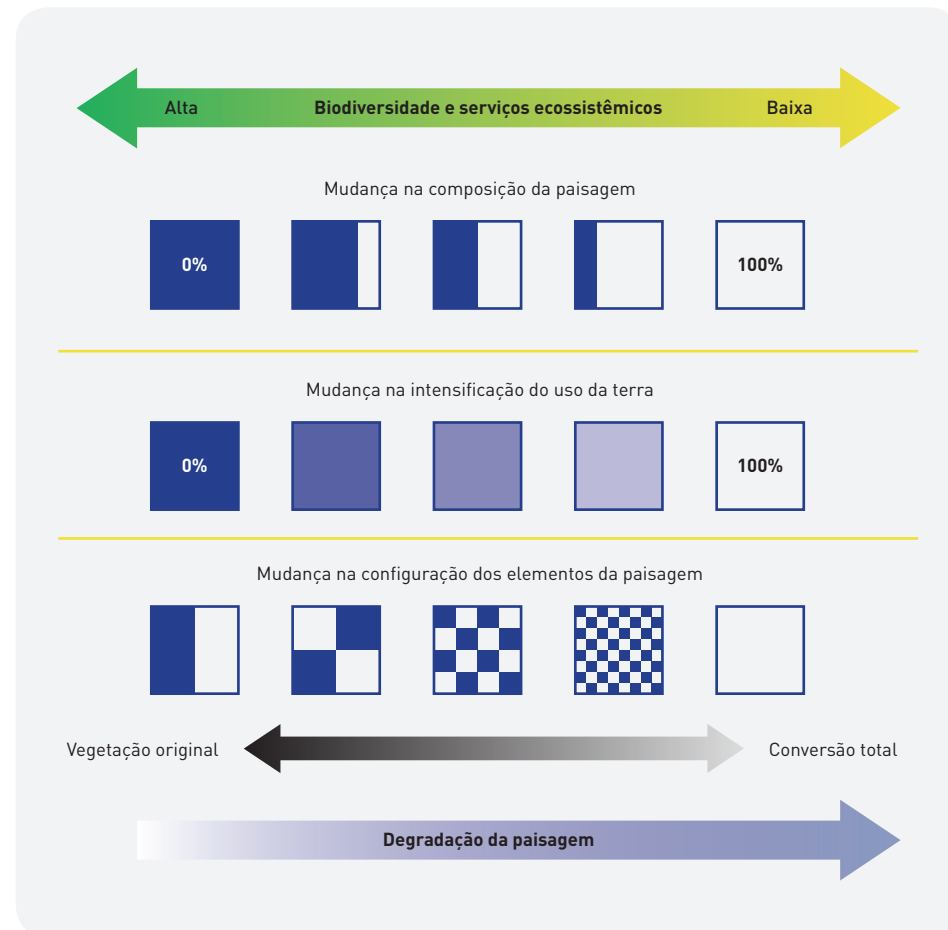 Alta Biodiversidade e serviços ecossistêmicos Baixa
Mudança na composição da paisagem
0% 100%
Mudança na intensificação do uso da terra
0% 100%
Mudança na configuração dos elementos da paisagem
Vegetação original Conversão total
Degradação da paisagem